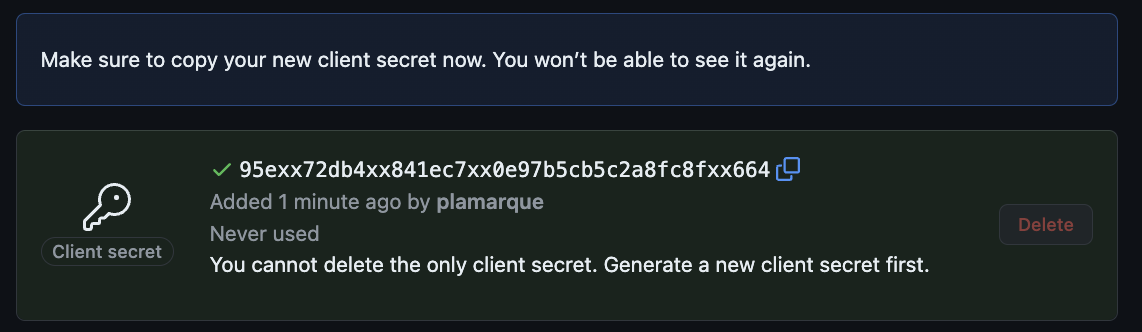 Make sure to copy your new client secret now. You won’t be able to see it again.
95exx72db4xx841ec7xx0e97b5cb5c2a8fc8fxx664
Added 1 minute ago by plamarque
Never used
Client secret
You cannot delete the only client secret. Generate a new client secret first.
Delete